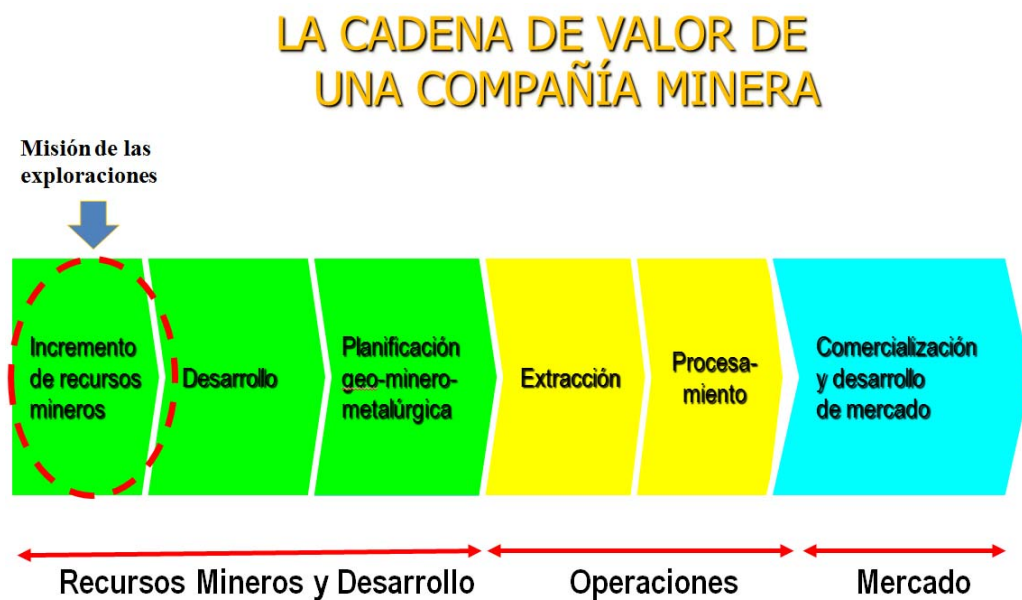 LA CADENA DE VALOR DE
UNA COMPAÑÍA MINERA
Misión de las
exploraciones
Incremento
de recursos
mineros
Desarrollo
Planificación
geo-minero-
metalúrgica
Extracción
Procesa-
miento
Comercialización
y desarrollo
de mercado
Recursos Mineros y Desarrollo
Operaciones
Mercado